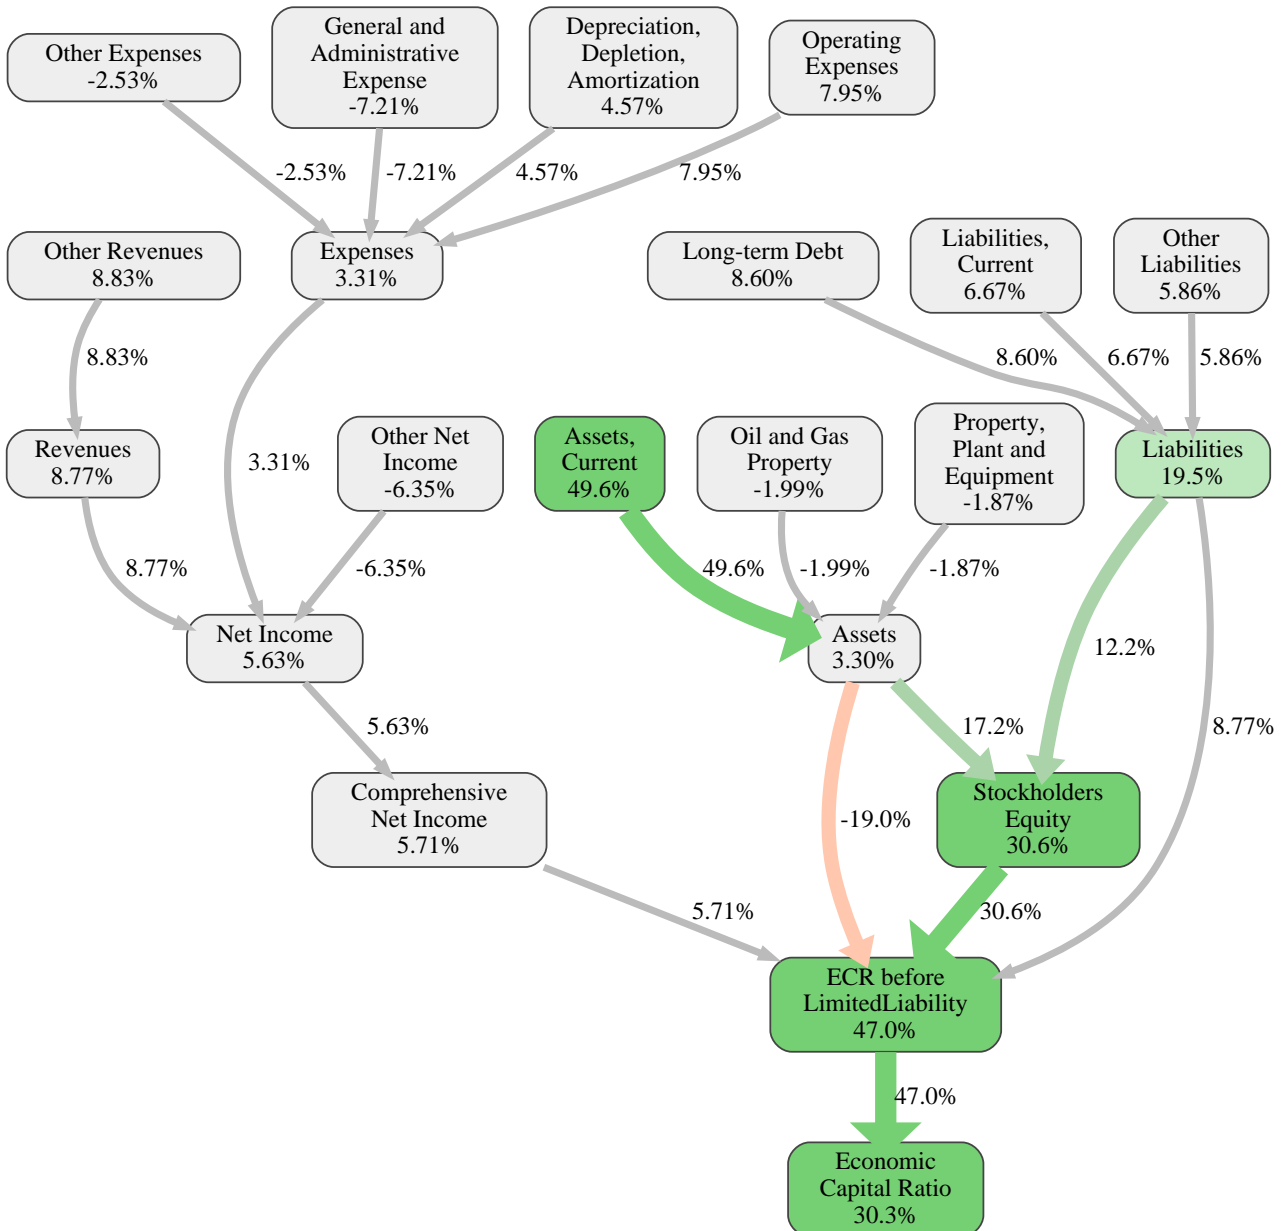 Other Expenses
-2.53%
General and
Administrative
Expense
-7.21%
Depreciation,
Depletion,
Amortization
4.57%
Operating
Expenses
7.95%
-2.53%
-7.21%
4.57%
7.95%
Other Revenues
8.83%
Expenses
3.31%
Long-term Debt
8.60%
Liabilities,
Current
6.67%
Other
Liabilities
5.86%
8.83%
8.60%
6.67%
5.86%
Revenues
8.77%
3.31%
Other Net
Income
-6.35%
Assets,
Current
49.6%
Oil and Gas
Property
-1.99%
Property,
Plant and
Equipment
-1.87%
Liabilities
19.5%
8.77%
-6.35%
49.6%
-1.99%
-1.87%
Net Income
5.63%
Assets
3.30%
12.2%
5.63%
17.2%
8.77%
Comprehensive
Net Income
5.71%
-19.0%
Stockholders
Equity
30.6%
5.71%
30.6%
ECR before
LimitedLiability
47.0%
47.0%
Economic
Capital Ratio
30.3%